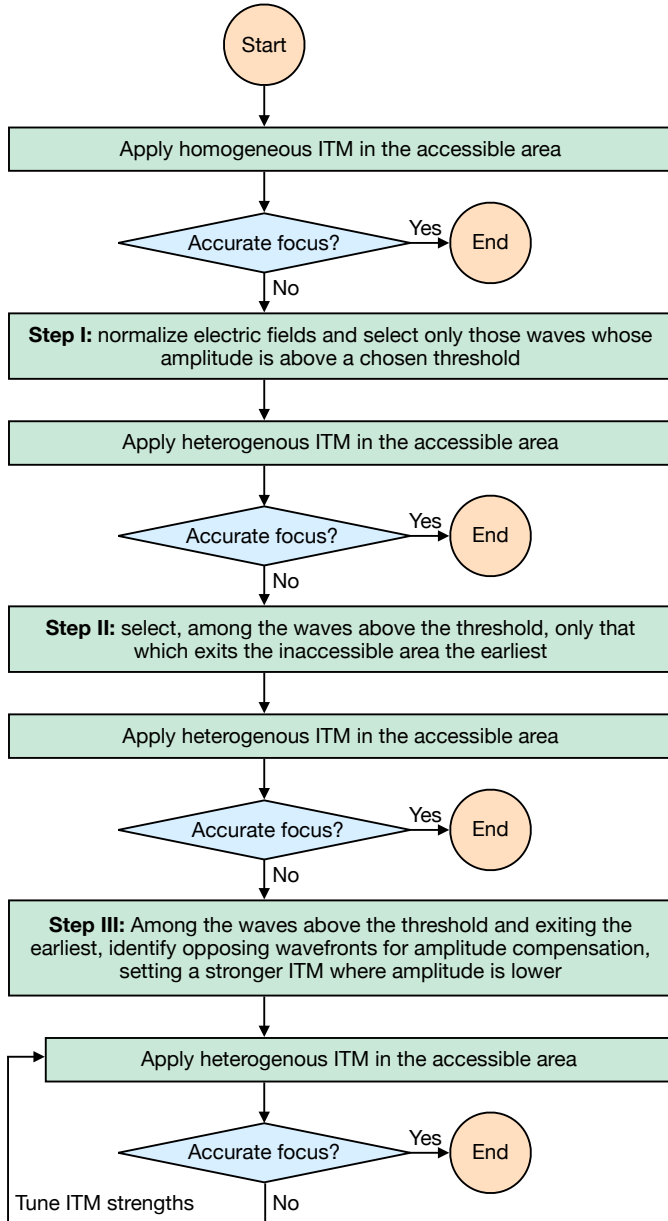 Start
Apply homogeneous ITM in the accessible area
Accurate focus?
Yes
End
No
Step I: normalize electric fields and select only those waves whose
amplitude is above a chosen threshold
Apply heterogenous ITM in the accessible area
Accurate focus?
Yes
End
No
Step II: select, among the waves above the threshold, only that
which exits the inaccessible area the earliest
Apply heterogenous ITM in the accessible area
Accurate focus?
Yes
End
No
Step III: Among the waves above the threshold and exiting the
earliest, identify opposing wavefronts for amplitude compensation,
setting a stronger ITM where amplitude is lower
Apply heterogenous ITM in the accessible area
Accurate focus?
Yes
End
Tune ITM strengths
No